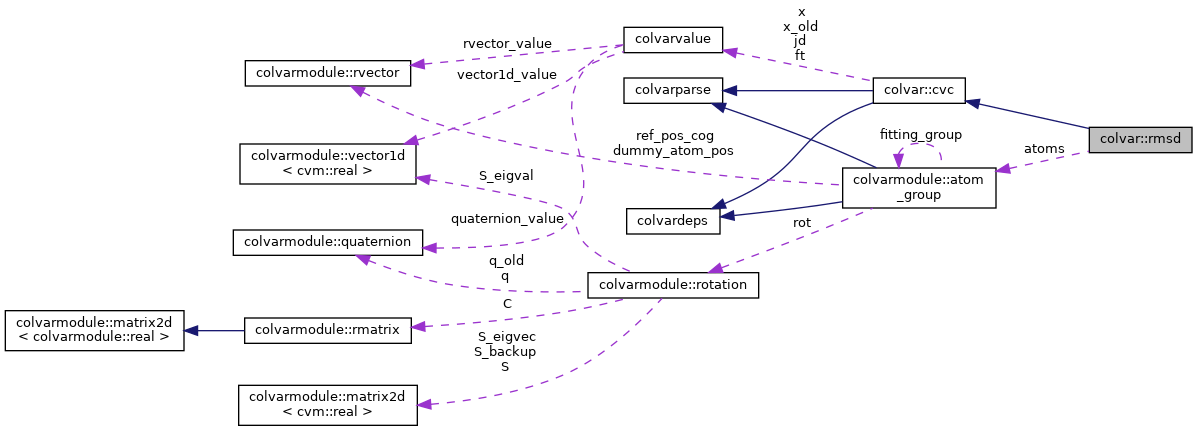 x
x_old
jd
ft
colvarvalue
rvector_value
colvarmodule::rvector
vector1d_value
colvarparse
colvar::cvc
colvar::rmsd
fitting_group
ref_pos_cog
dummy_atom_pos
atoms
colvarmodule::vector1d
< cvm::real >
S_eigval
colvarmodule::atom
_group
quaternion_value
colvardeps
rot
colvarmodule::quaternion
q_old
q
colvarmodule::rotation
C
colvarmodule::matrix2d
< colvarmodule::real >
colvarmodule::rmatrix
S_eigvec
S_backup
S
colvarmodule::matrix2d
< cvm::real >